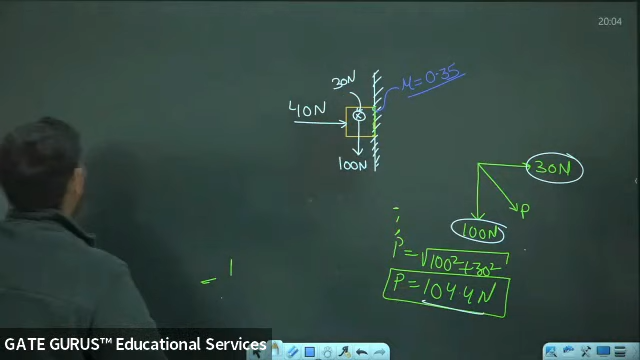 20:04
30N
μ=0.35
40N
100N
30N
P
100N
P=√100²+30²
P=104.4N
GATE GURUS™ Educational Services